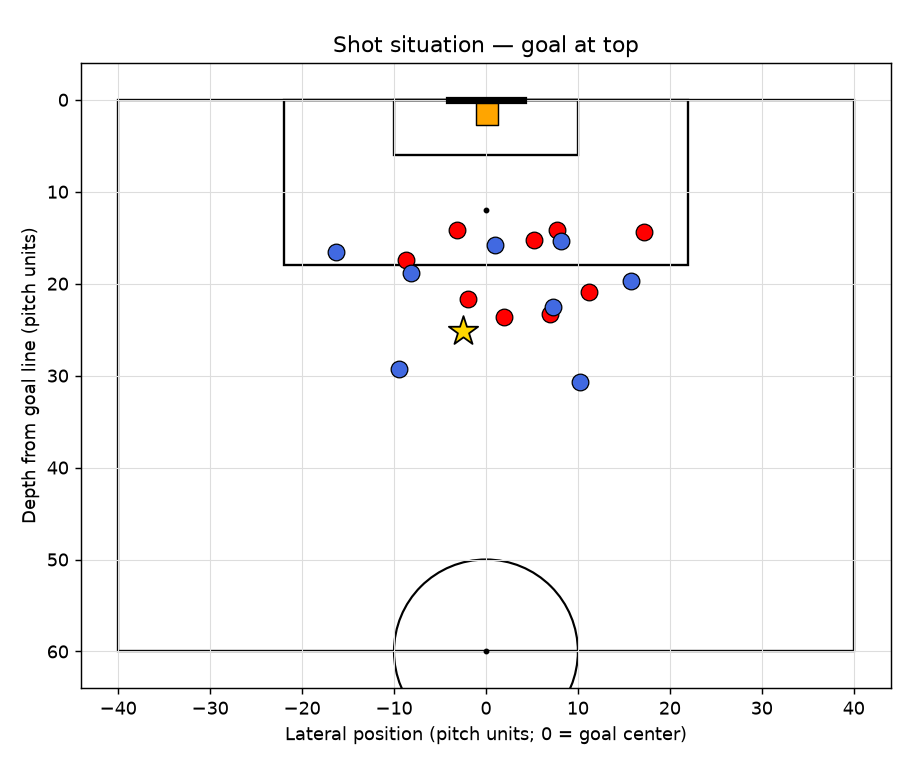 Shot situation — goal at top
0
10
20
30
40
50
60
Depth from goal line (pitch units)
−40 −30 −20 −10 0 10 20 30 40
Lateral position (pitch units; 0 = goal center)